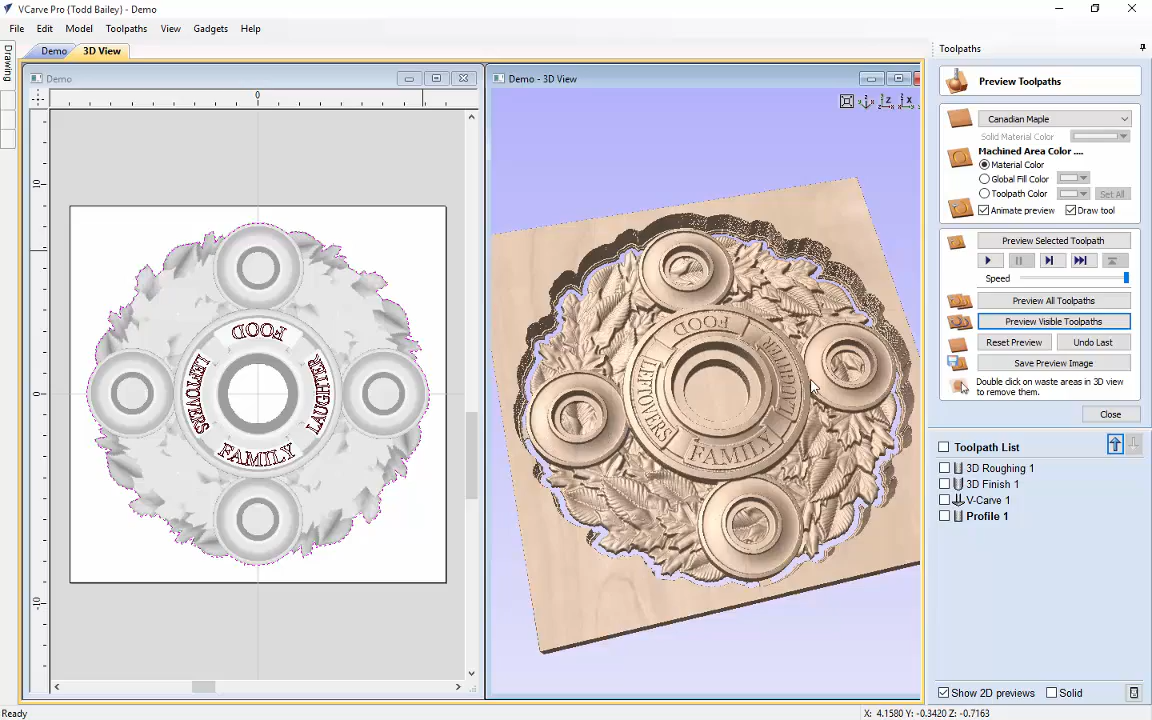 VCarve Pro {Todd Bailey} - Demo
File Edit Model Toolpaths View Gadgets Help
Drawing
Demo 3D View
Demo
Demo - 3D View
0
10
0
-10
FOOD
LEFTOVERS
LAUGHTER
FAMILY
FOOD
LEFTOVERS
LAUGHTER
FAMILY
Toolpaths
Preview Toolpaths
Canadian Maple
Solid Material Color
Machined Area Color ....
Material Color
Global Fill Color
Toolpath Color Set All
Animate preview Draw tool
Preview Selected Toolpath
Speed
Preview All Toolpaths
Preview Visible Toolpaths
Reset Preview Undo Last
Save Preview Image
Double click on waste areas in 3D view
to remove them.
Close
Toolpath List
3D Roughing 1
3D Finish 1
V-Carve 1
Profile 1
Show 2D previews Solid
Ready
X: 4.1580 Y: -0.3420 Z: -0.7163